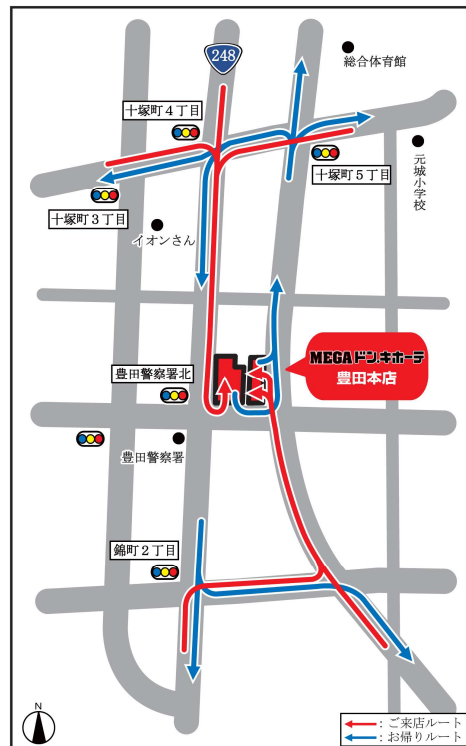 248
総合体育館
十塚町4丁目
十塚町5丁目
元城小学校
十塚町3丁目
イオンさん
MEGAドン.キホーテ
豊田本店
豊田警察署北
豊田警察署
錦町2丁目
N
:ご来店ルート
:お帰りルート